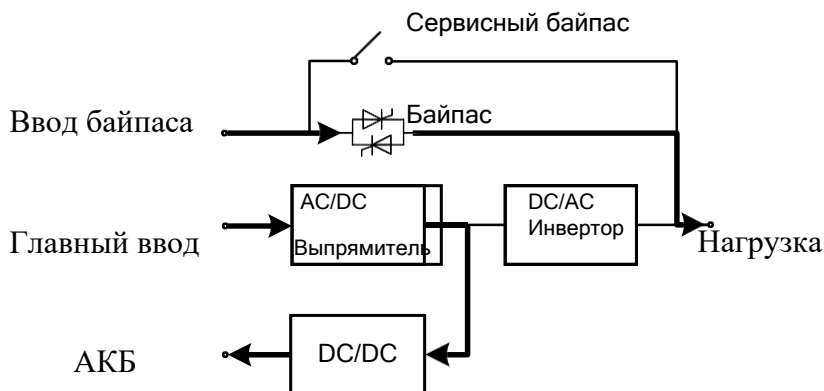 Сервисный байпас
Ввод байпаса
Байпас
AC/DC
Выпрямитель
DC/AC
Инвертор
Главный ввод
Нагрузка
АКБ
DC/DC